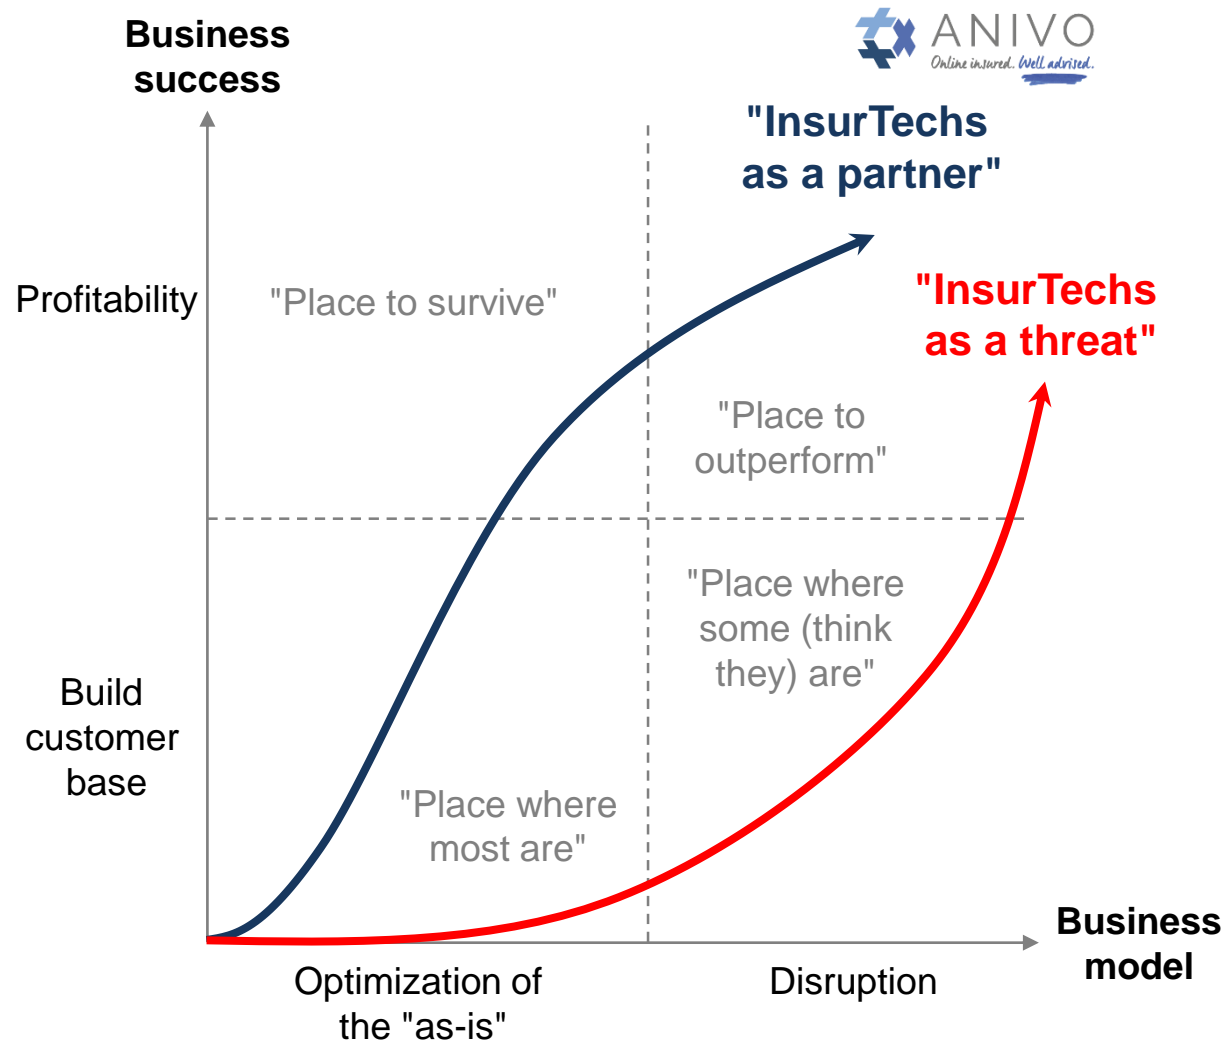 Business
success
ANIVO
Online insured. Well advised.
"InsurTechs
as a partner"
Profitability
"Place to survive"
"InsurTechs
as a threat"
"Place to
outperform"
"Place where
some (think
they) are"
Build
customer
base
"Place where
most are"
Business
model
Optimization of
the "as-is"
Disruption